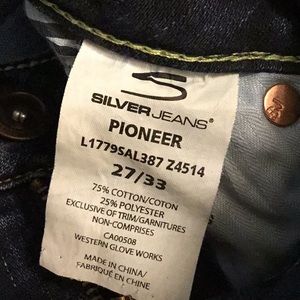 SILVER JEANS®
PIONEER
L1779SAL387 Z4514
27/33
75% COTTON/COTON
25% POLYESTER
EXCLUSIVE OF TRIM/GARNITURES
NON-COMPRISES
CA00508
WESTERN GLOVE WORKS
MADE IN CHINA/
FABRIQUÉ EN CHINE